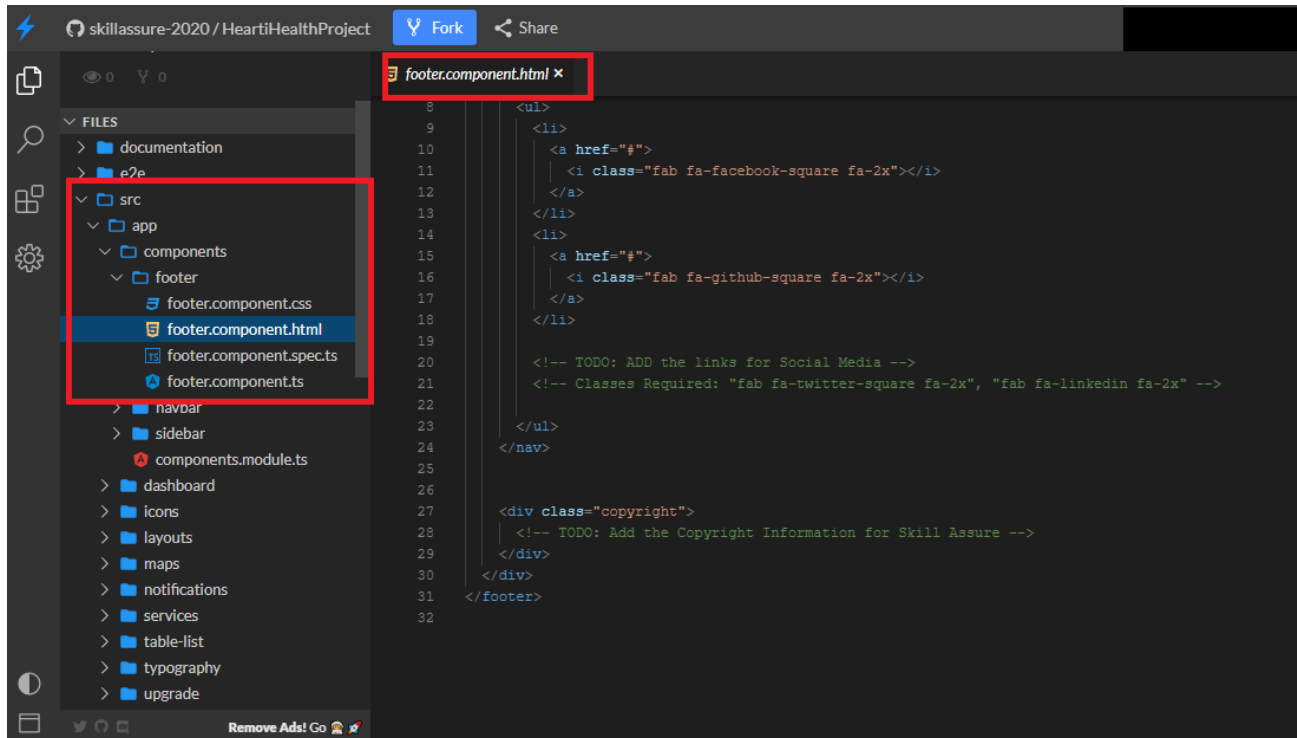 skillassure-2020 / HeartiHealthProject
Fork
Share
0 0
FILES
documentation
e2e
src
app
components
footer
footer.component.css
footer.component.html
TS footer.component.spec.ts
footer.component.ts
navbar
sidebar
components.module.ts
dashboard
icons
layouts
maps
notifications
services
table-list
typography
upgrade
Remove Ads! Go
footer.component.html ×
8 <ul>
9 <li>
10 <a href="#">
11 <i class="fab fa-facebook-square fa-2x"></i>
12 </a>
13 </li>
14 <li>
15 <a href="#">
16 <i class="fab fa-github-square fa-2x"></i>
17 </a>
18 </li>
19
20 <!-- TODO: ADD the links for Social Media -->
21 <!-- Classes Required: "fab fa-twitter-square fa-2x", "fab fa-linkedin fa-2x" -->
22
23 </ul>
24 </nav>
25
26
27 <div class="copyright">
28 <!-- TODO: Add the Copyright Information for Skill Assure -->
29 </div>
30 </div>
31 </footer>
32